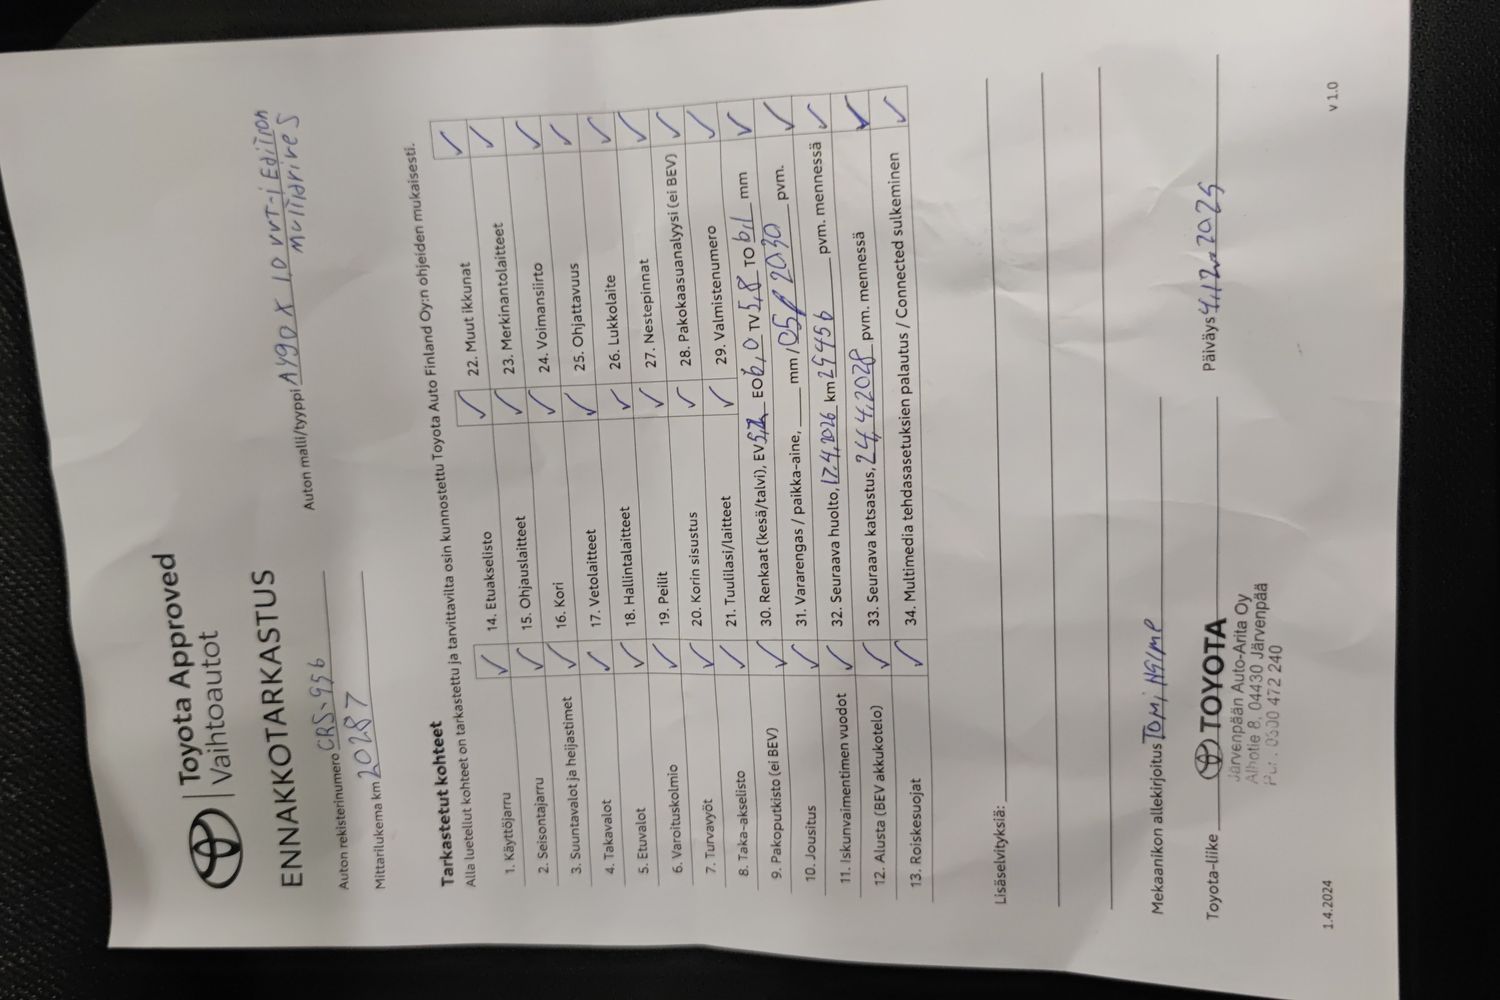 Toyota Approved
Vaihtoautot
ENNAKKOTARKASTUS
Auton rekisterinumero CRS-956 Auton malli/tyyppi AYGO X 1,0 VVT-i Edition
Multidrive S
Mittarilukema km 20287
Tarkastetut kohteet
Alla luetellut kohteet on tarkastettu ja tarvittavilta osin kunnostettu Toyota Auto Finland Oy:n ohjeiden mukaisesti.
1. Käyttöjarru ✓ 14. Etuakselisto ✓ 22. Muut ikkunat ✓
2. Seisontajarru ✓ 15. Ohjauslaitteet ✓ 23. Merkinantolaitteet ✓
3. Suuntavalot ja heijastimet ✓ 16. Kori ✓ 24. Voimansiirto ✓
4. Takavalot ✓ 17. Vetolaitteet ✓ 25. Ohjattavuus ✓
5. Etuvalot ✓ 18. Hallintalaitteet ✓ 26. Lukkolaite ✓
6. Varoituskolmio ✓ 19. Peilit ✓ 27. Nestepinnat ✓
7. Turvavyöt ✓ 20. Korin sisustus ✓ 28. Pakokaasuanalyysi (ei BEV) ✓
8. Taka-akselisto ✓ 21. Tuulilasi/laitteet ✓ 29. Valmistenumero ✓
9. Pakoputkisto (ei BEV) ✓ 30. Renkaat (kesä/talvi), EV EO 6,0 TV 5,8 TO 6,1 mm ✓
10. Jousitus ✓ 31. Vararengas / paikka-aine, mm / 05/2030 pvm. ✓
11. Iskunvaimentimen vuodot ✓ 32. Seuraava huolto, 17.4.2026 km 29456 pvm. mennessä ✓
12. Alusta (BEV akkukotelo) ✓ 33. Seuraava katsastus, 24.4.2028 pvm. mennessä ✓
13. Roiskesuojat ✓ 34. Multimedia tehdasasetuksien palautus / Connected sulkeminen ✓
Lisäselvityksiä:
Mekaanikon allekirjoitus Tomi
Toyota-liike TOYOTA Päiväys 4.12.2025
Järvenpään Auto-Arita Oy
Alhotie 8, 04430 Järvenpää
Puh. 0600 472 240
1.4.2024 v 1.0